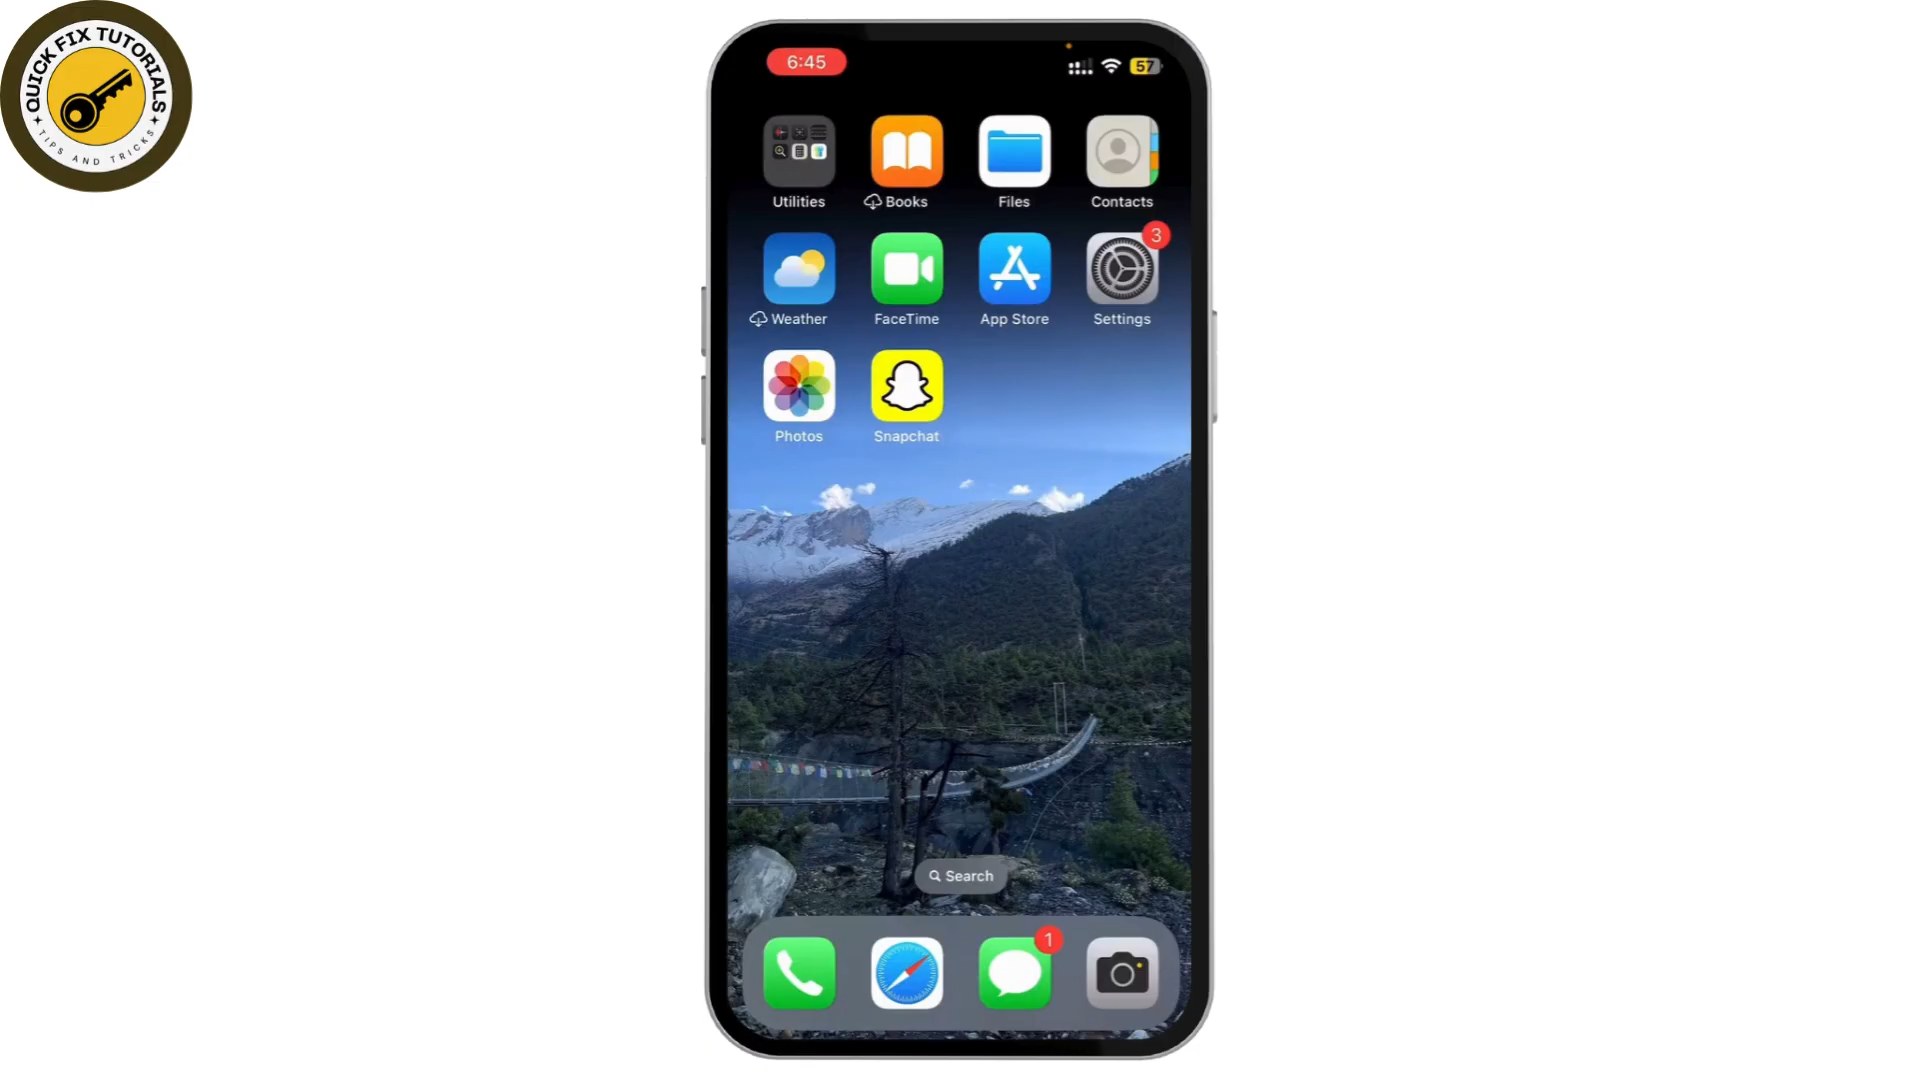 QUICK FIX TUTORIALS
TIPS AND TRICKS
6:45
57
Utilities
Books
Files
Contacts
3
Weather
FaceTime
App Store
Settings
Photos
Snapchat
Search
1